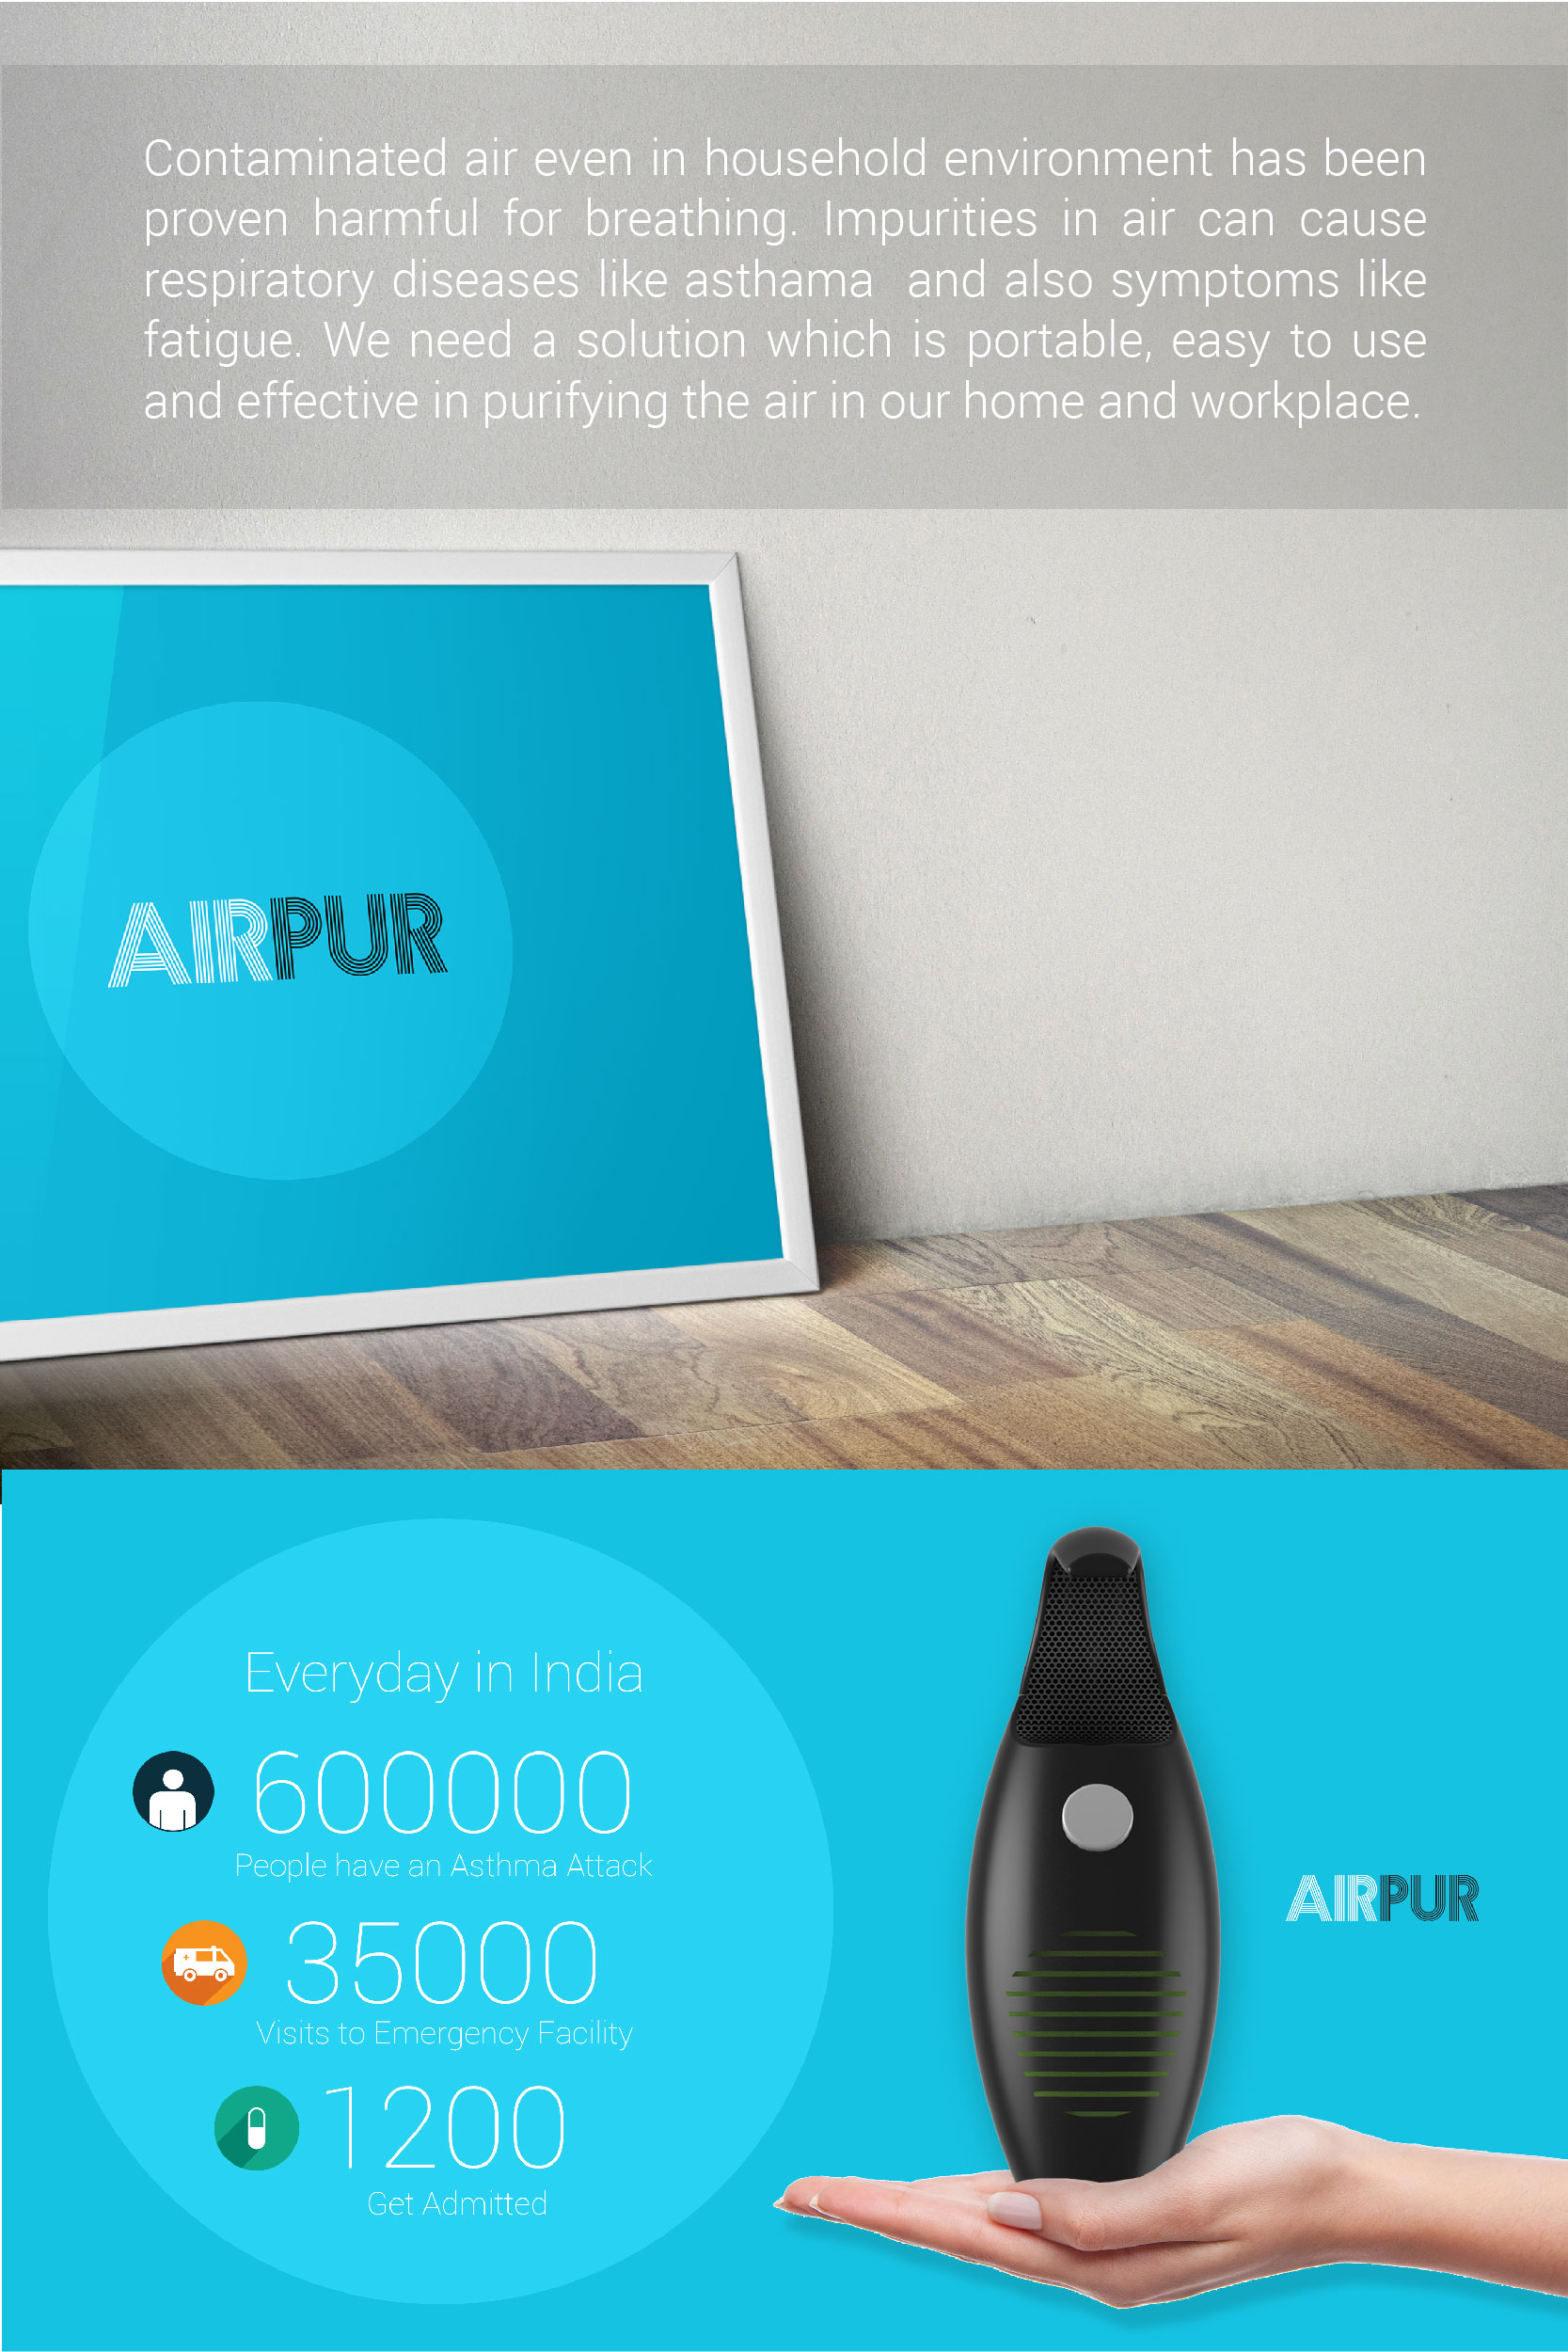 Contaminated air even in household environment has been
proven harmful for breathing. Impurities in air can cause
respiratory diseases like asthama and also symptoms like
fatigue. We need a solution which is portable, easy to use
and effective in purifying the air in our home and workplace.
AIRPUR
Everyday in India
600000
People have an Asthma Attack
35000
Visits to Emergency Facility
1200
Get Admitted
AIRPUR